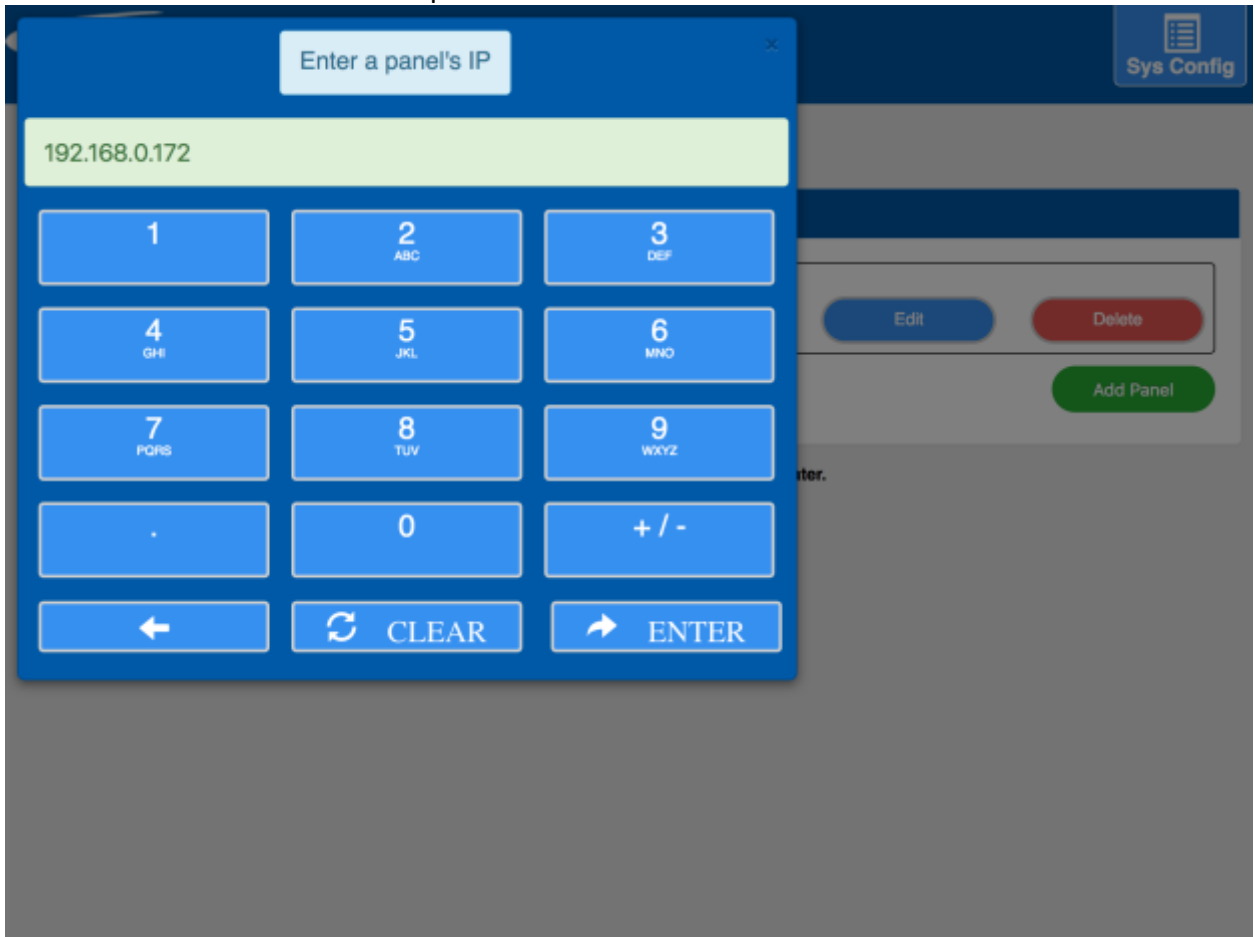 Enter a panel's IP
×
Sys Config
192.168.0.172
1
2
ABC
3
DEF
4
GHI
5
JKL
6
MNO
Edit
Delete
Add Panel
7
PQRS
8
TUV
9
WXYZ
.
0
+ / -
CLEAR
ENTER